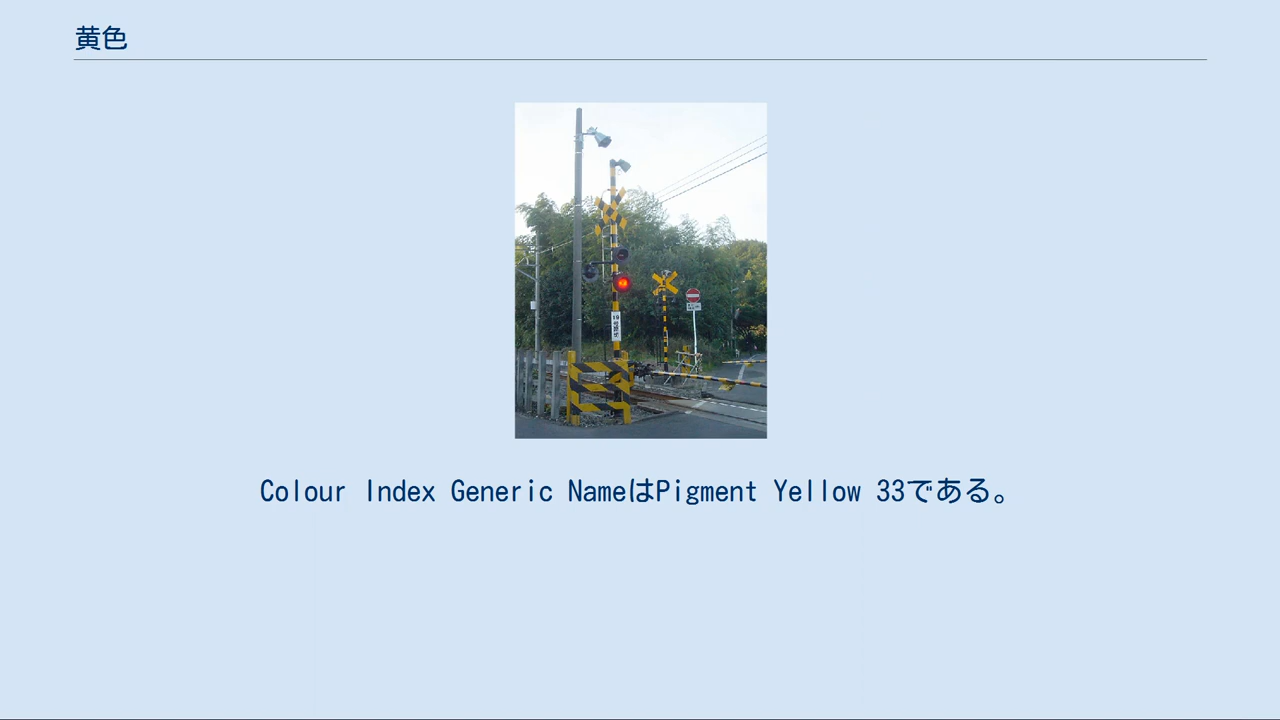 黄色
Colour Index Generic NameはPigment Yellow 33である。